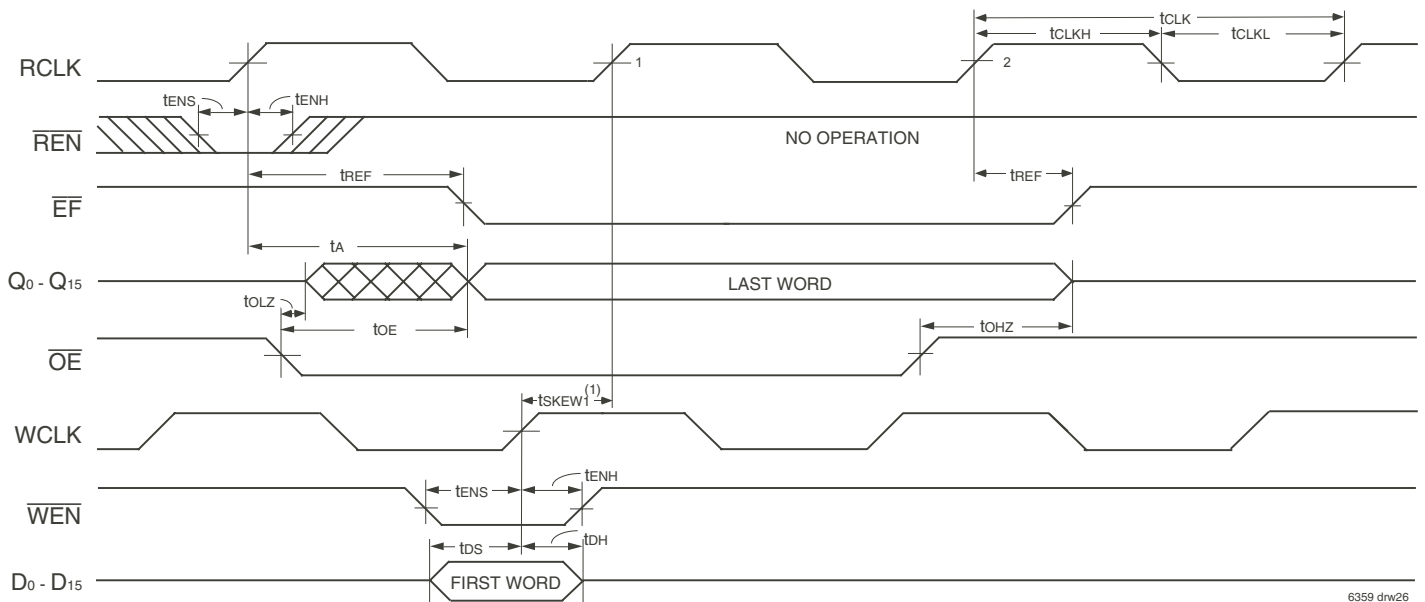 tCLK
tCLKH
tCLKL
RCLK
1
2
tENS
tENH
REN
NO OPERATION
tREF
tREF
EF
tA
Q0 - Q15
LAST WORD
tOLZ
tOE
tOHZ
OE
tSKEW1(1)
WCLK
tENS
tENH
WEN
tDS
tDH
D0 - D15
FIRST WORD
6359 drw26